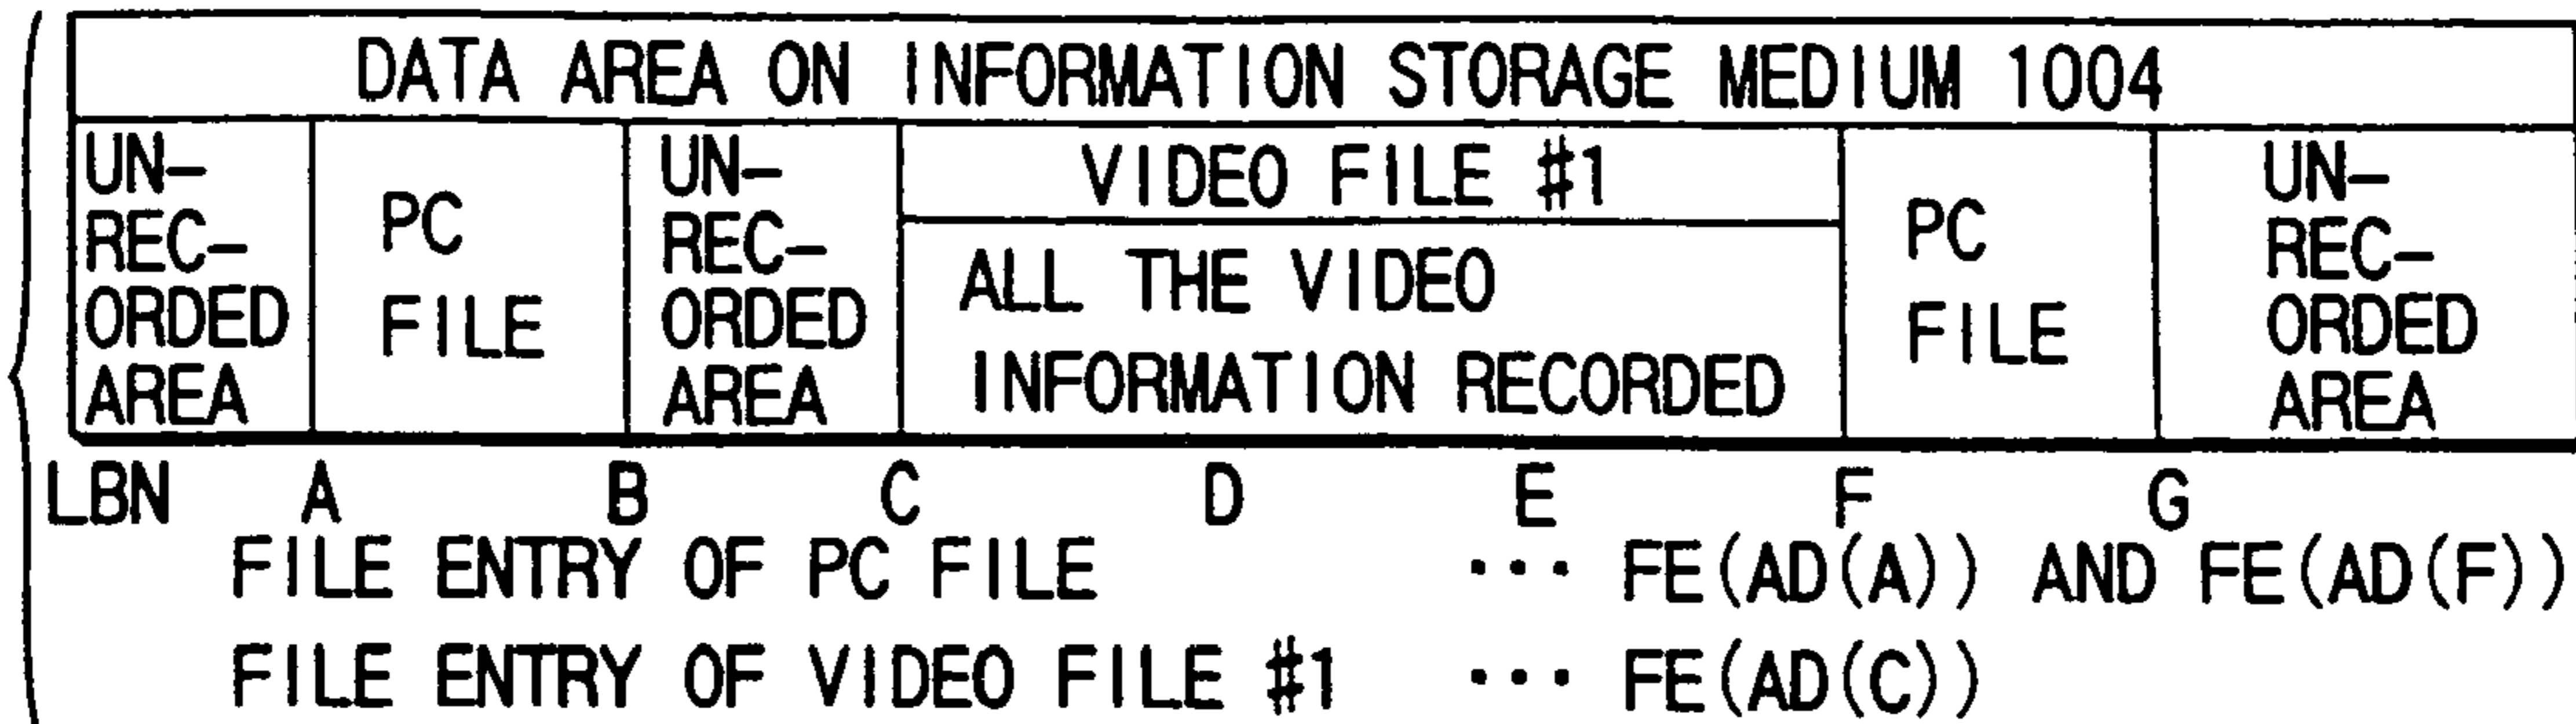 DATA AREA ON INFORMATION STORAGE MEDIUM 1004
UN-
REC-
ORDED
AREA
PC
FILE
UN-
REC-
ORDED
AREA
VIDEO FILE #1
ALL THE VIDEO
INFORMATION RECORDED
PC
FILE
UN-
REC-
ORDED
AREA
LBN A B C D E F G
FILE ENTRY OF PC FILE ··· FE(AD(A)) AND FE(AD(F))
FILE ENTRY OF VIDEO FILE #1 ··· FE(AD(C))